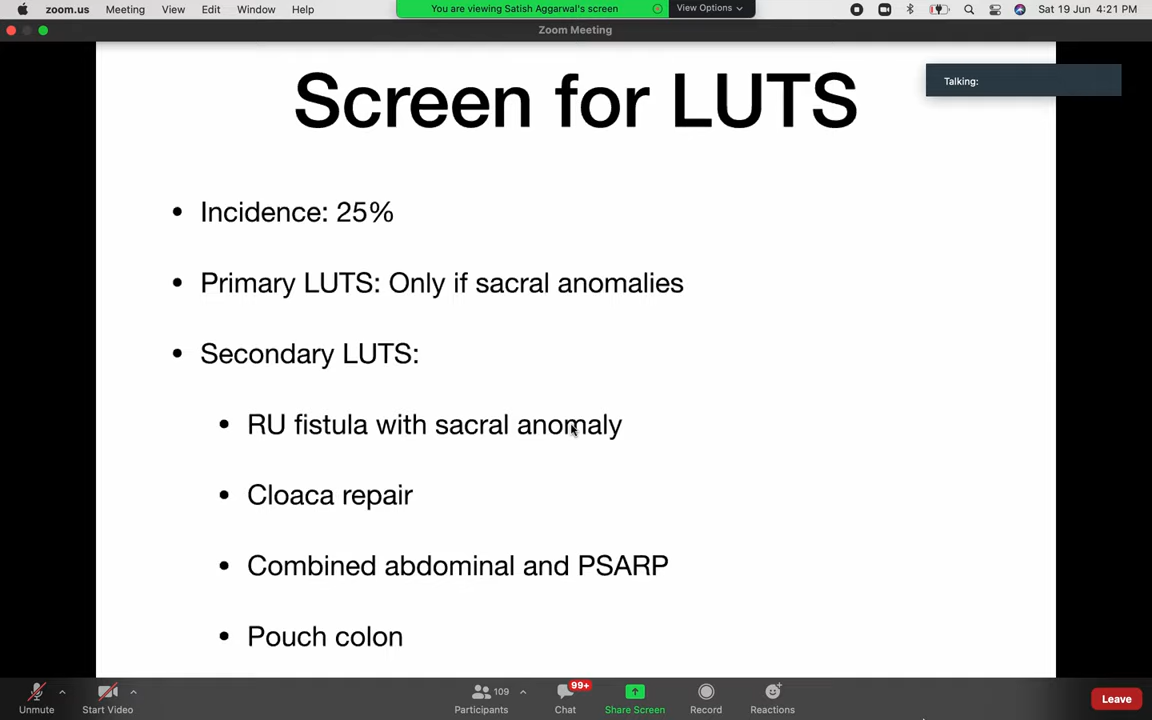 zoom.us Meeting View Edit Window Help
You are viewing Satish Aggarwal's screen
View Options
Sat 19 Jun 4:21 PM
Zoom Meeting
Talking:
Screen for LUTS
• Incidence: 25%
• Primary LUTS: Only if sacral anomalies
• Secondary LUTS:
• RU fistula with sacral anomaly
• Cloaca repair
• Combined abdominal and PSARP
• Pouch colon
109
99+
Unmute
Start Video
Participants
Chat
Share Screen
Record
Reactions
Leave